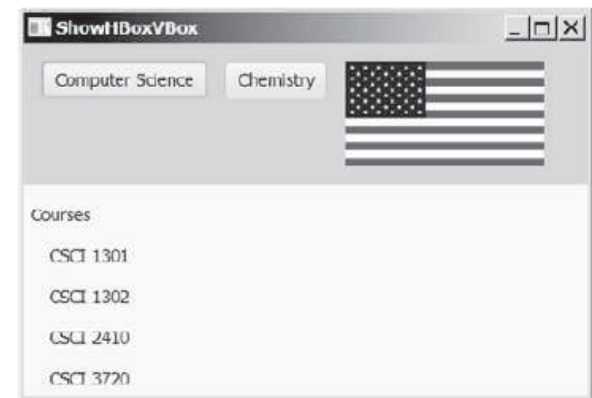 ShowHBoxVBox
Computer Science Chemistry
Courses
CSCI 1301
CSCI 1302
CSCI 2410
CSCI 3720